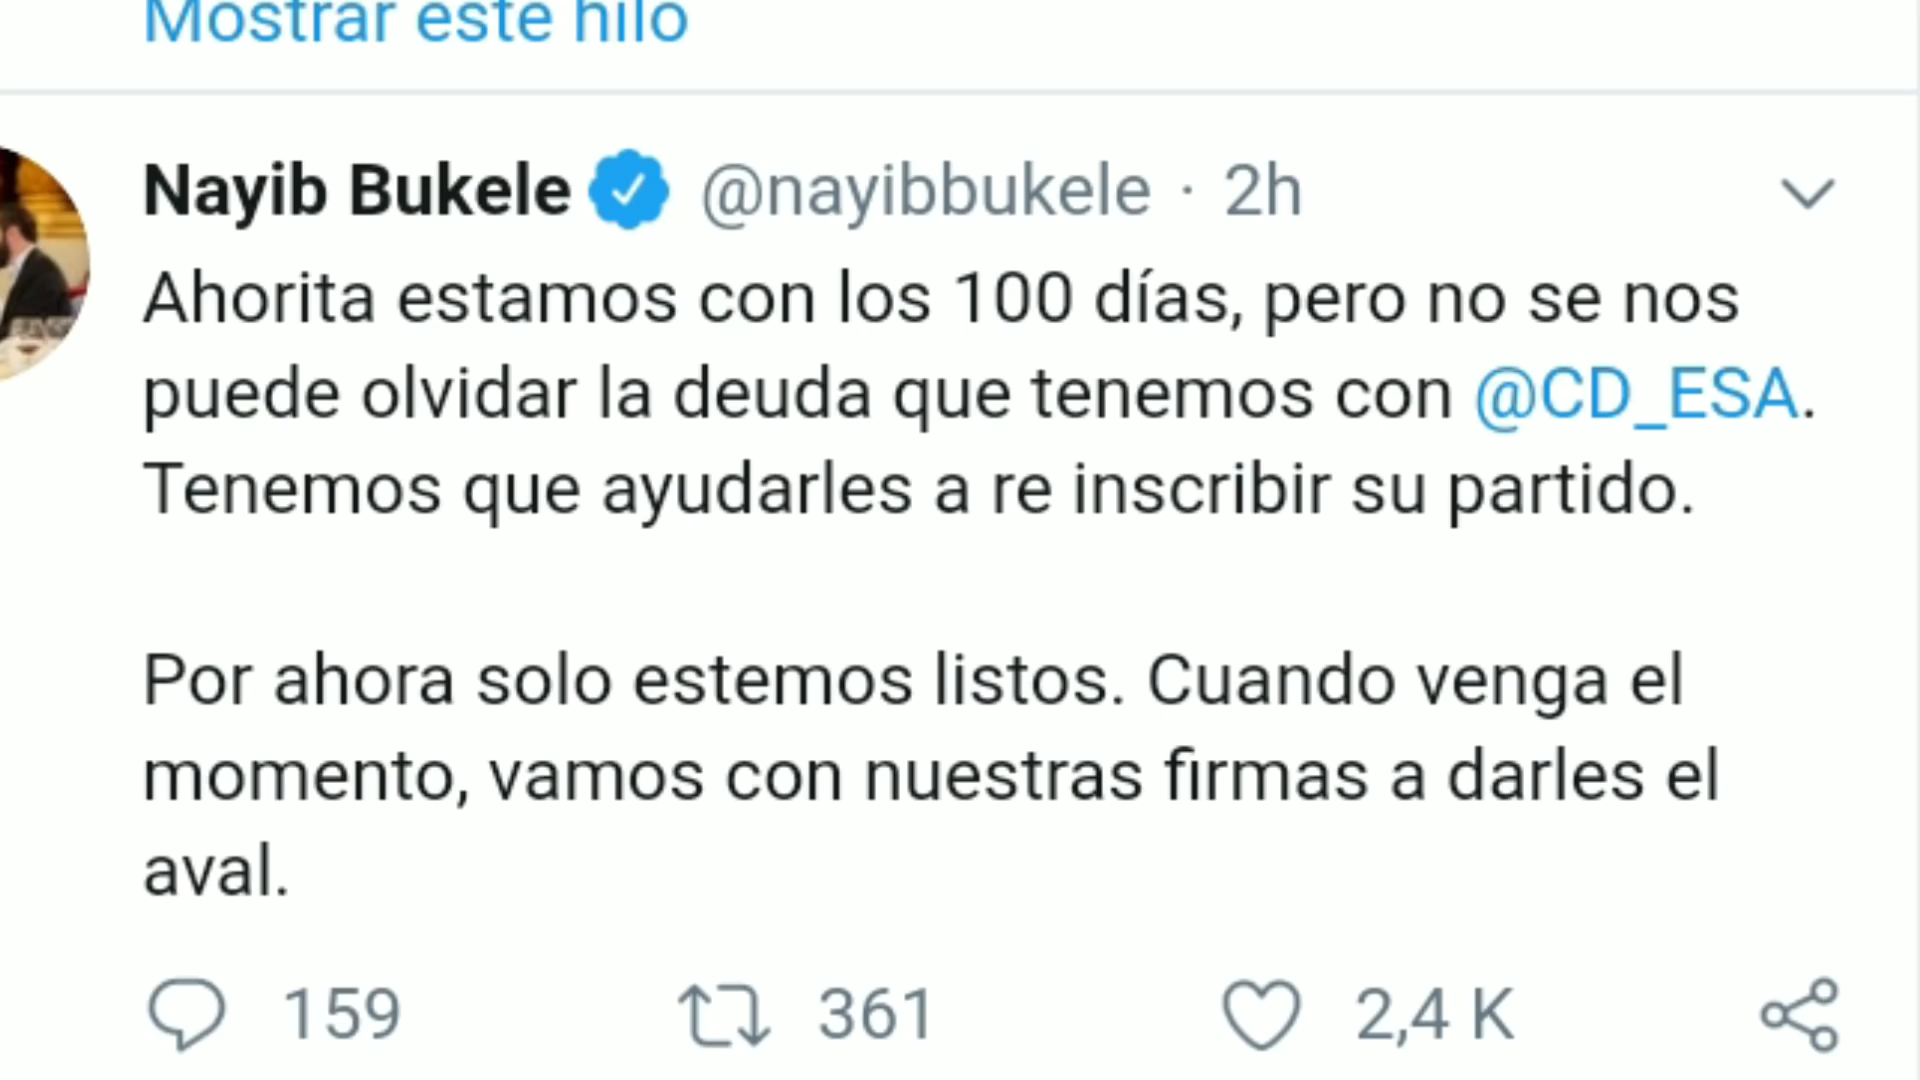 Mostrar este hilo
Nayib Bukele @nayibbukele · 2h
Ahorita estamos con los 100 días, pero no se nos
puede olvidar la deuda que tenemos con @CD_ESA.
Tenemos que ayudarles a re inscribir su partido.
Por ahora solo estemos listos. Cuando venga el
momento, vamos con nuestras firmas a darles el
aval.
159 361 2,4 K